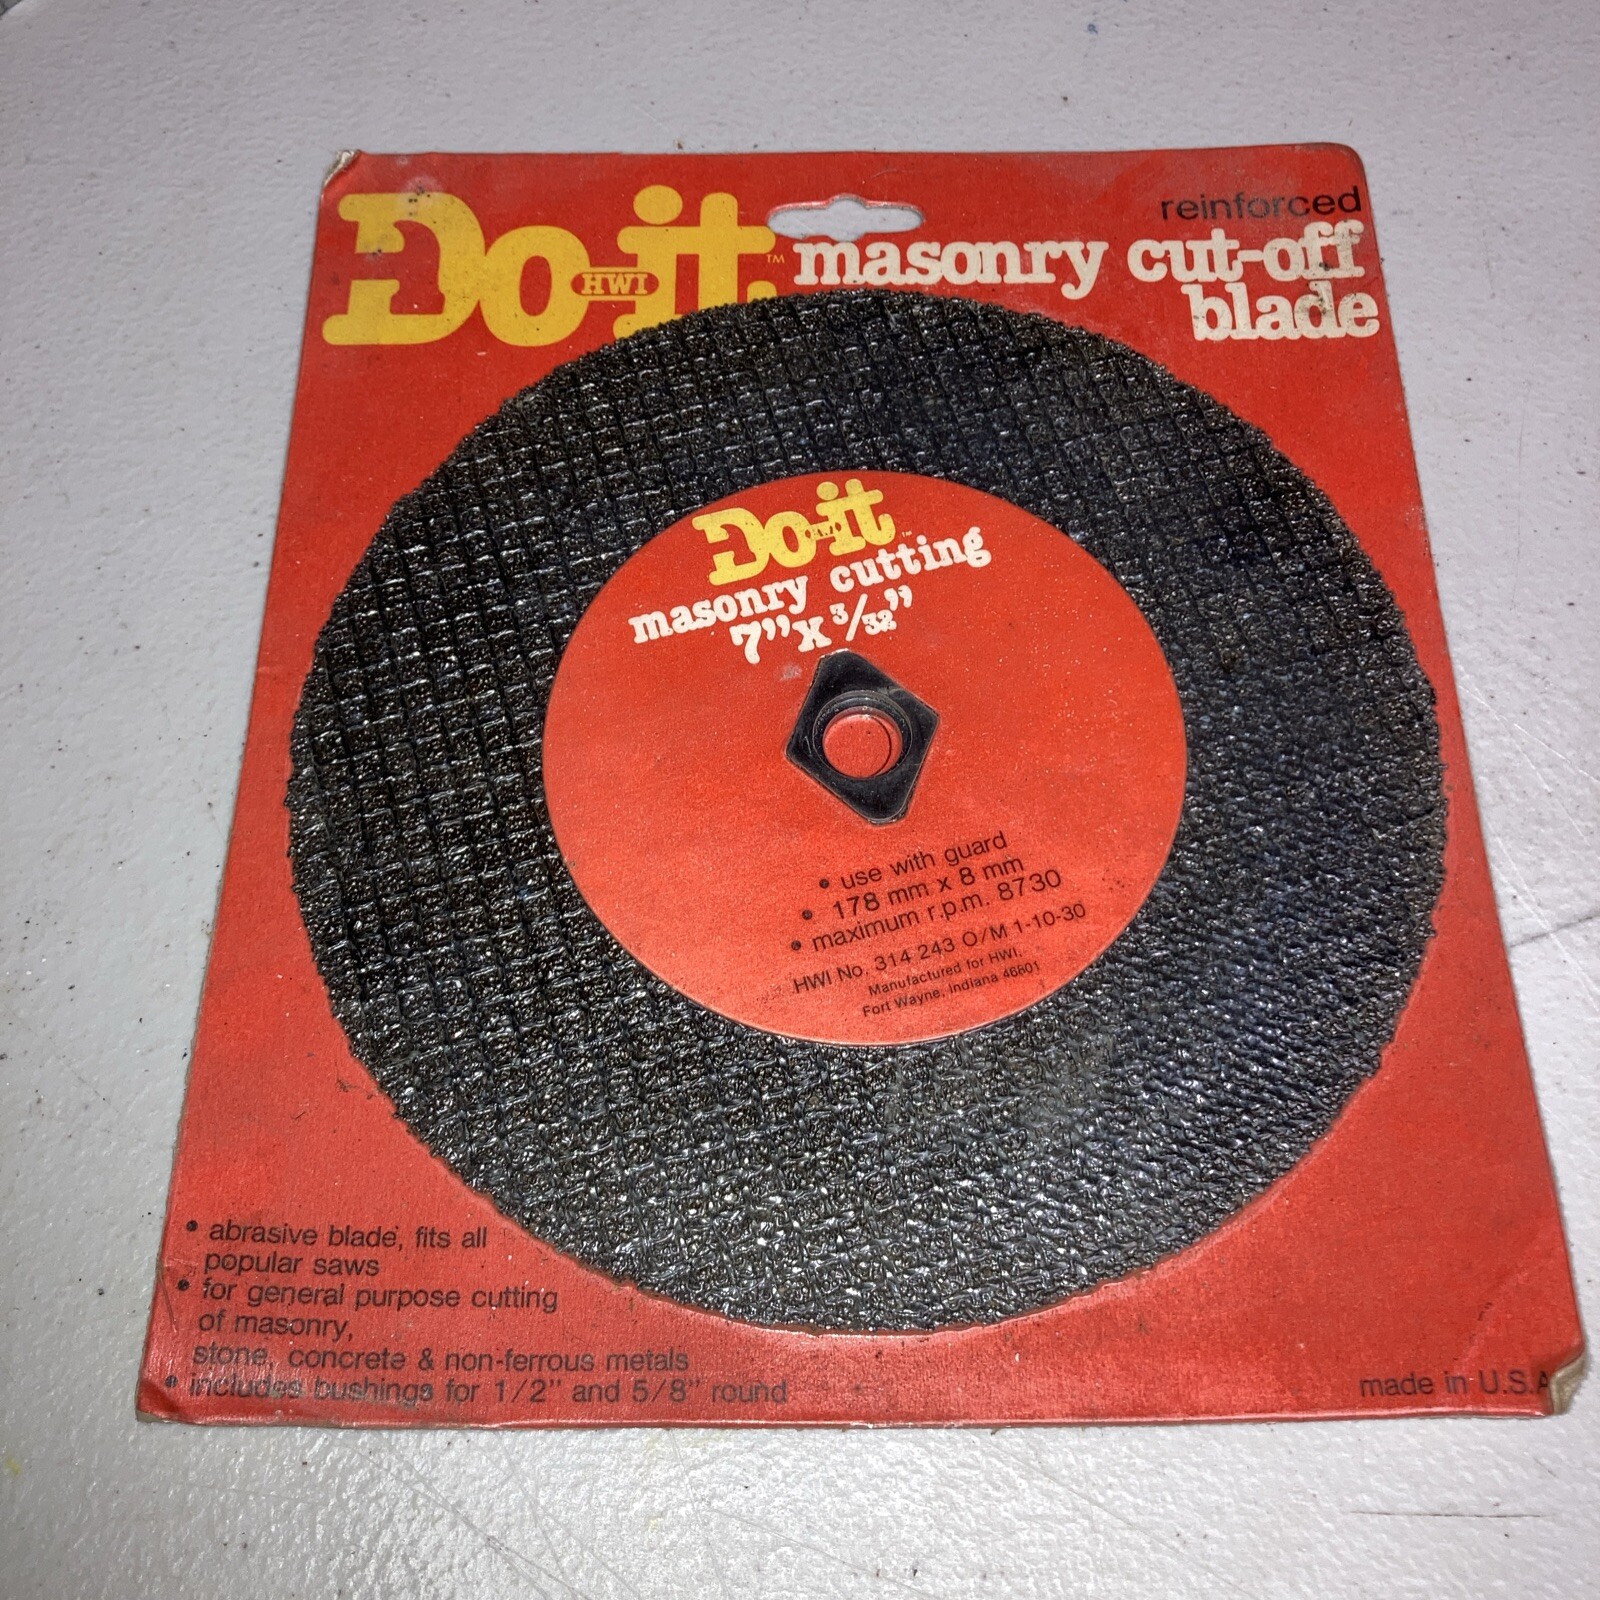 Do-it™
HWI
reinforced
masonry cut-off
blade
Do-it™
HWI
masonry cutting
7" x 3/32"
• use with guard
• 178 mm x 8 mm
• maximum r.p.m. 8730
HWI No. 314 243 O/M 1-10-30
Manufactured for HWI.
Fort Wayne, Indiana 46801
• abrasive blade, fits all
popular saws
• for general purpose cutting
of masonry,
stone, concrete & non-ferrous metals
• includes bushings for 1/2" and 5/8" round
made in U.S.A